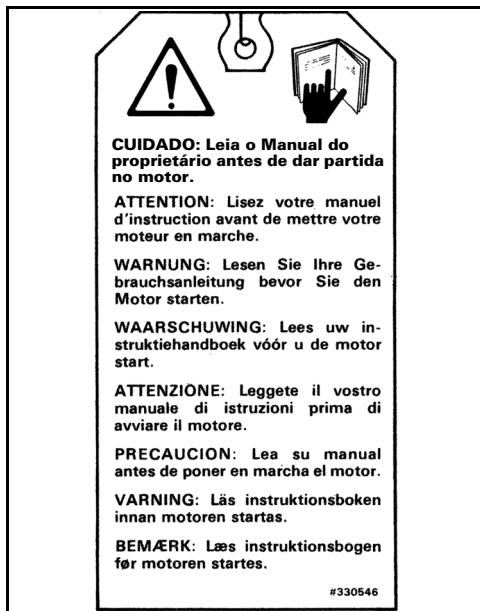 CUIDADO: Leia o Manual do
proprietário antes de dar partida
no motor.
ATTENTION: Lisez votre manuel
d'instruction avant de mettre votre
moteur en marche.
WARNUNG: Lesen Sie Ihre Ge-
brauchsanleitung bevor Sie den
Motor starten.
WAARSCHUWING: Lees uw in-
struktiehandboek vóór u de motor
start.
ATTENZIONE: Leggete il vostro
manuale di istruzioni prima di
avviare il motore.
PRECAUCION: Lea su manual
antes de poner en marcha el motor.
VARNING: Läs instruktionsboken
innan motoren startas.
BEMÆRK: Læs instruktionsbogen
før motoren startes.
#330546